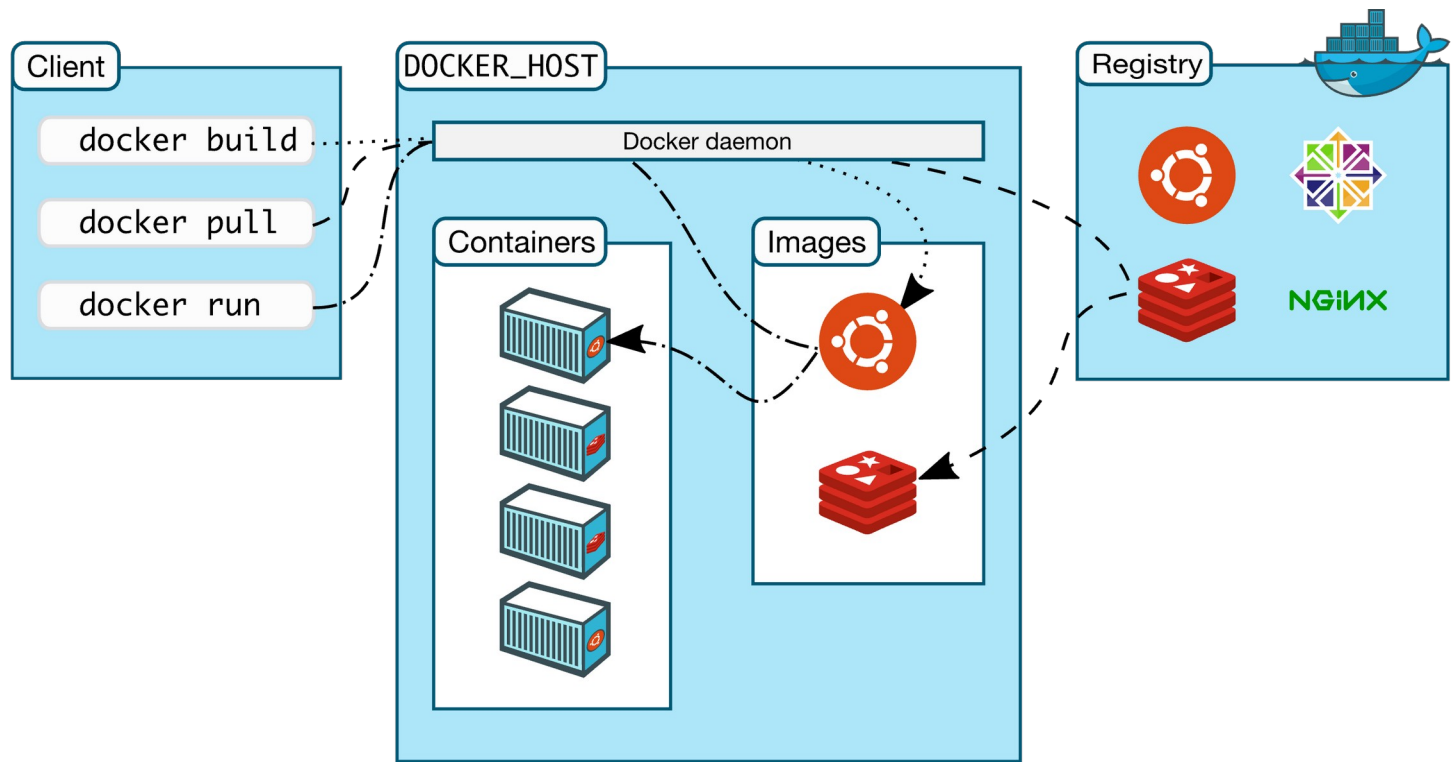 Client
docker build
docker pull
docker run
DOCKER_HOST
Docker daemon
Containers
Images
Registry
NGiNX